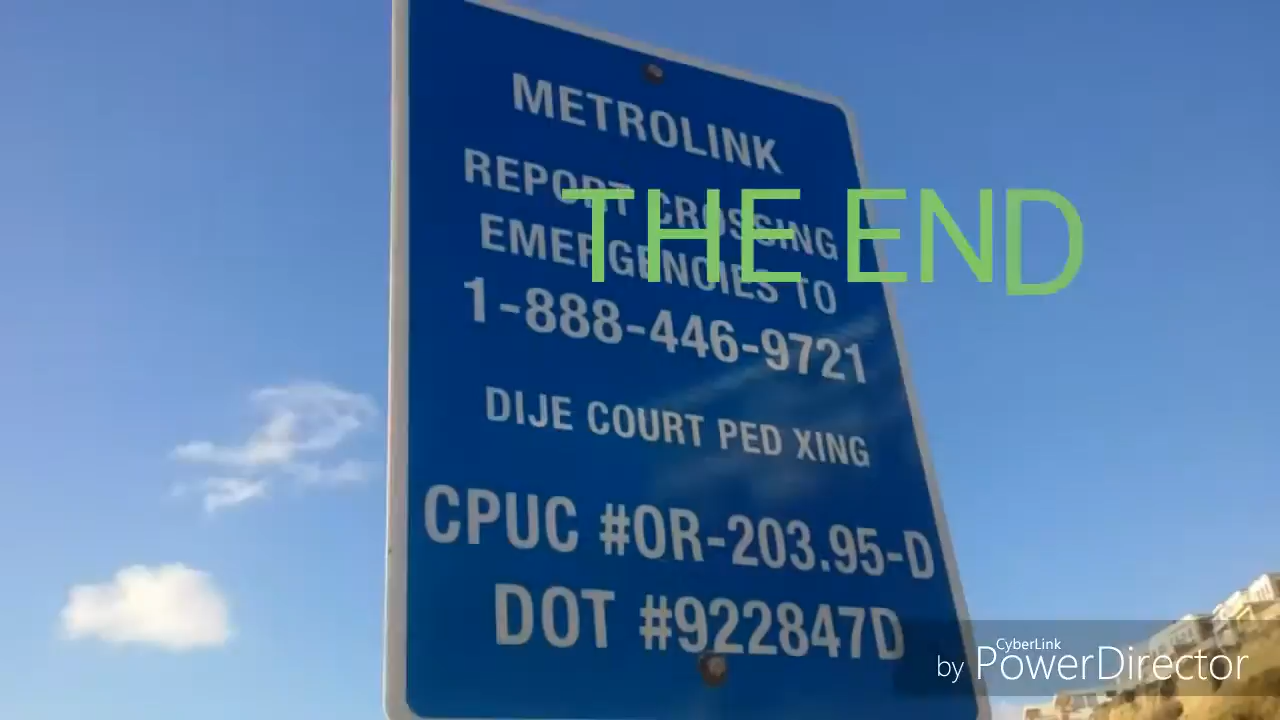 METROLINK
REPORT CROSSING
EMERGENCIES TO
1-888-446-9721
DIJE COURT PED XING
CPUC #OR-203.95-D
DOT #922847D
THE END
CyberLink
by PowerDirector